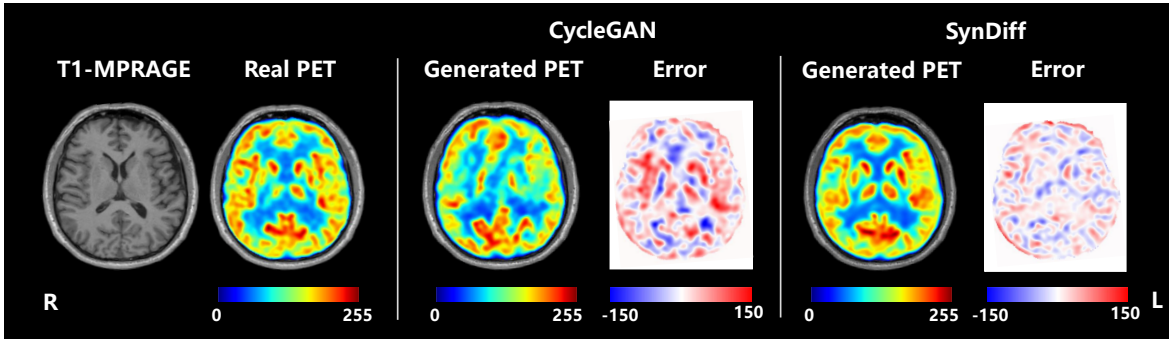 CycleGAN SynDiff
T1-MPRAGE Real PET Generated PET Error Generated PET Error
R L
0 255 0 255 -150 150 0 255 -150 150